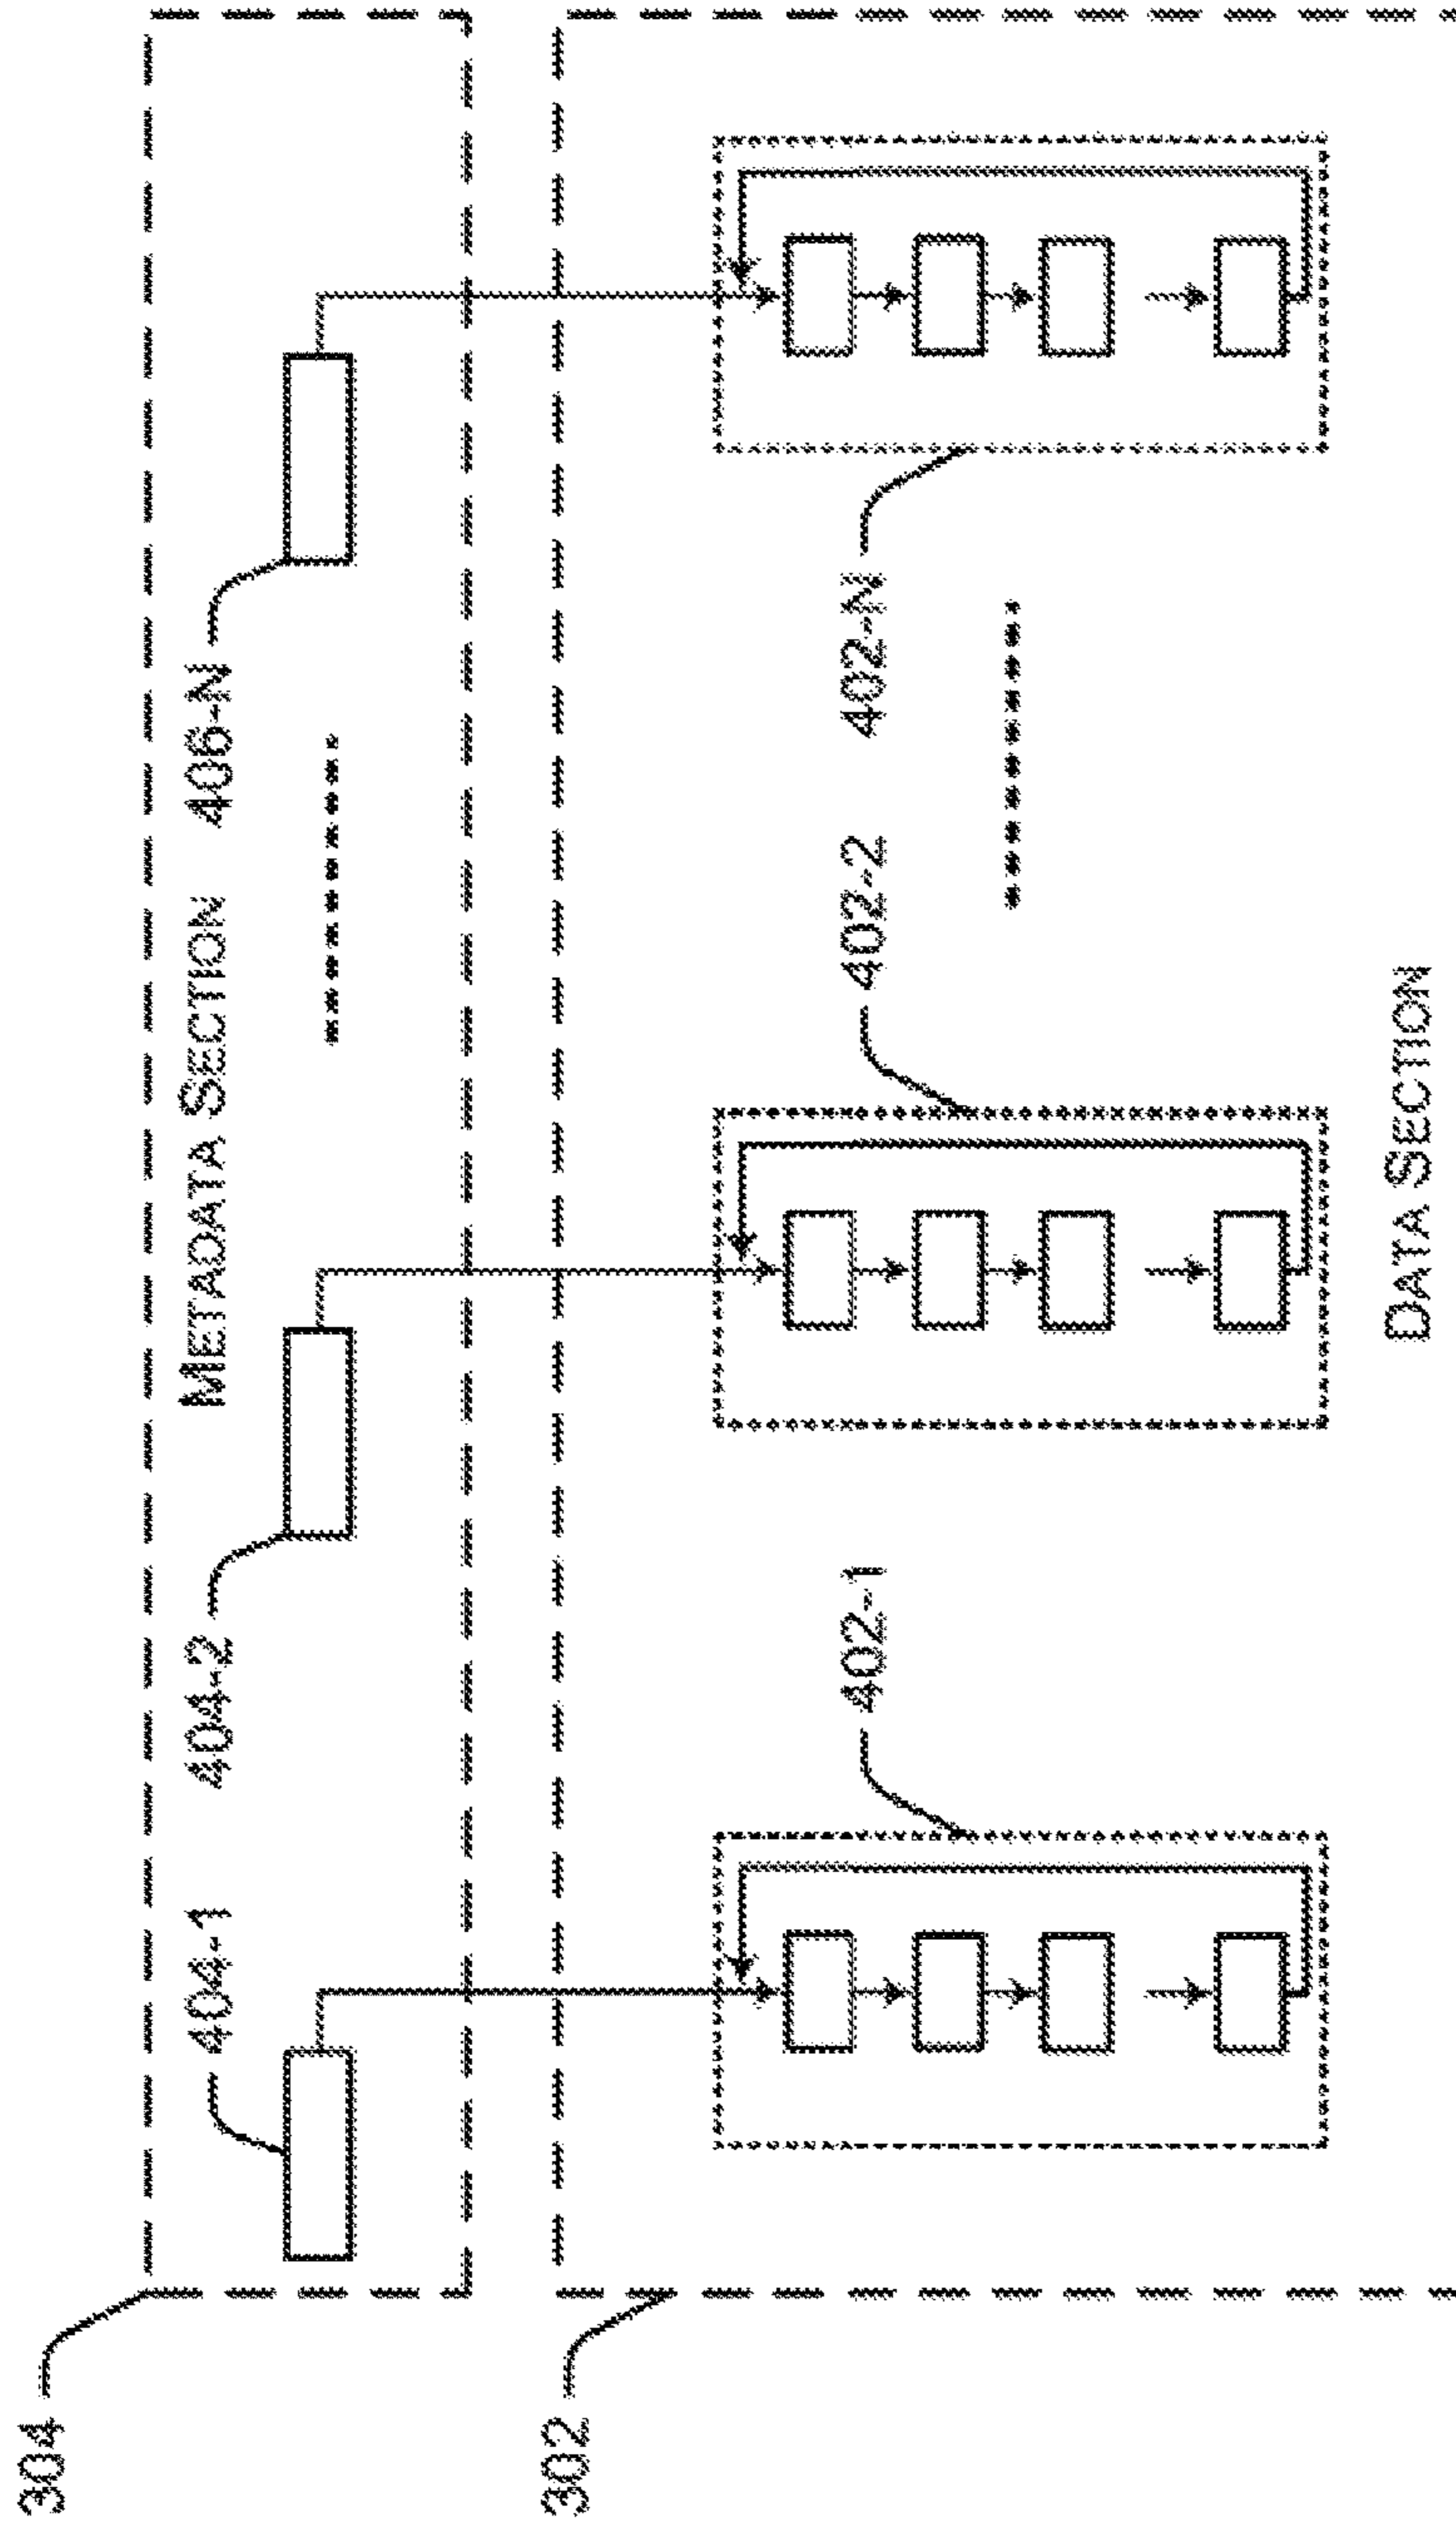 304
404-1
404-2
METADATA SECTION
406-N
302
402-1
402-2
402-N
DATA SECTION